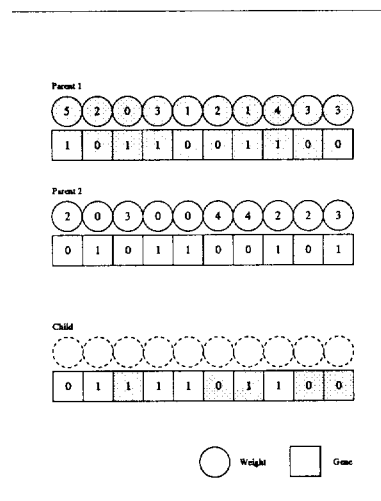 Parent 1
5 2 0 3 1 2 1 4 3 3
1 0 1 1 0 0 1 1 0 0
Parent 2
2 0 3 0 0 4 4 2 2 3
0 1 0 1 1 0 0 1 0 1
Child
0 1 1 1 1 0 1 1 0 0
Weight Gene